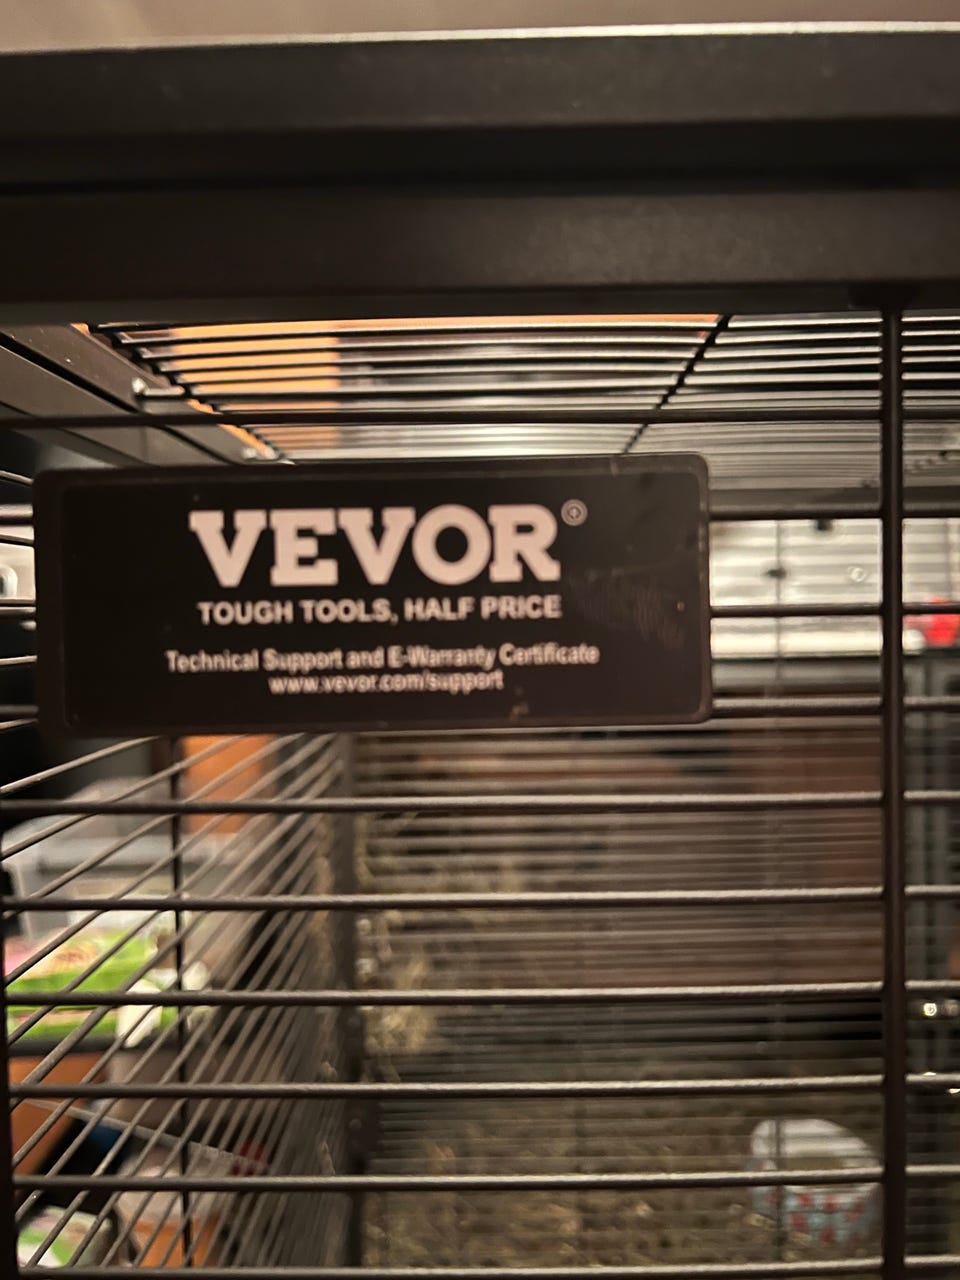 VEVOR®
TOUGH TOOLS, HALF PRICE
Technical Support and E-Warranty Certificate
www.vevor.com/support